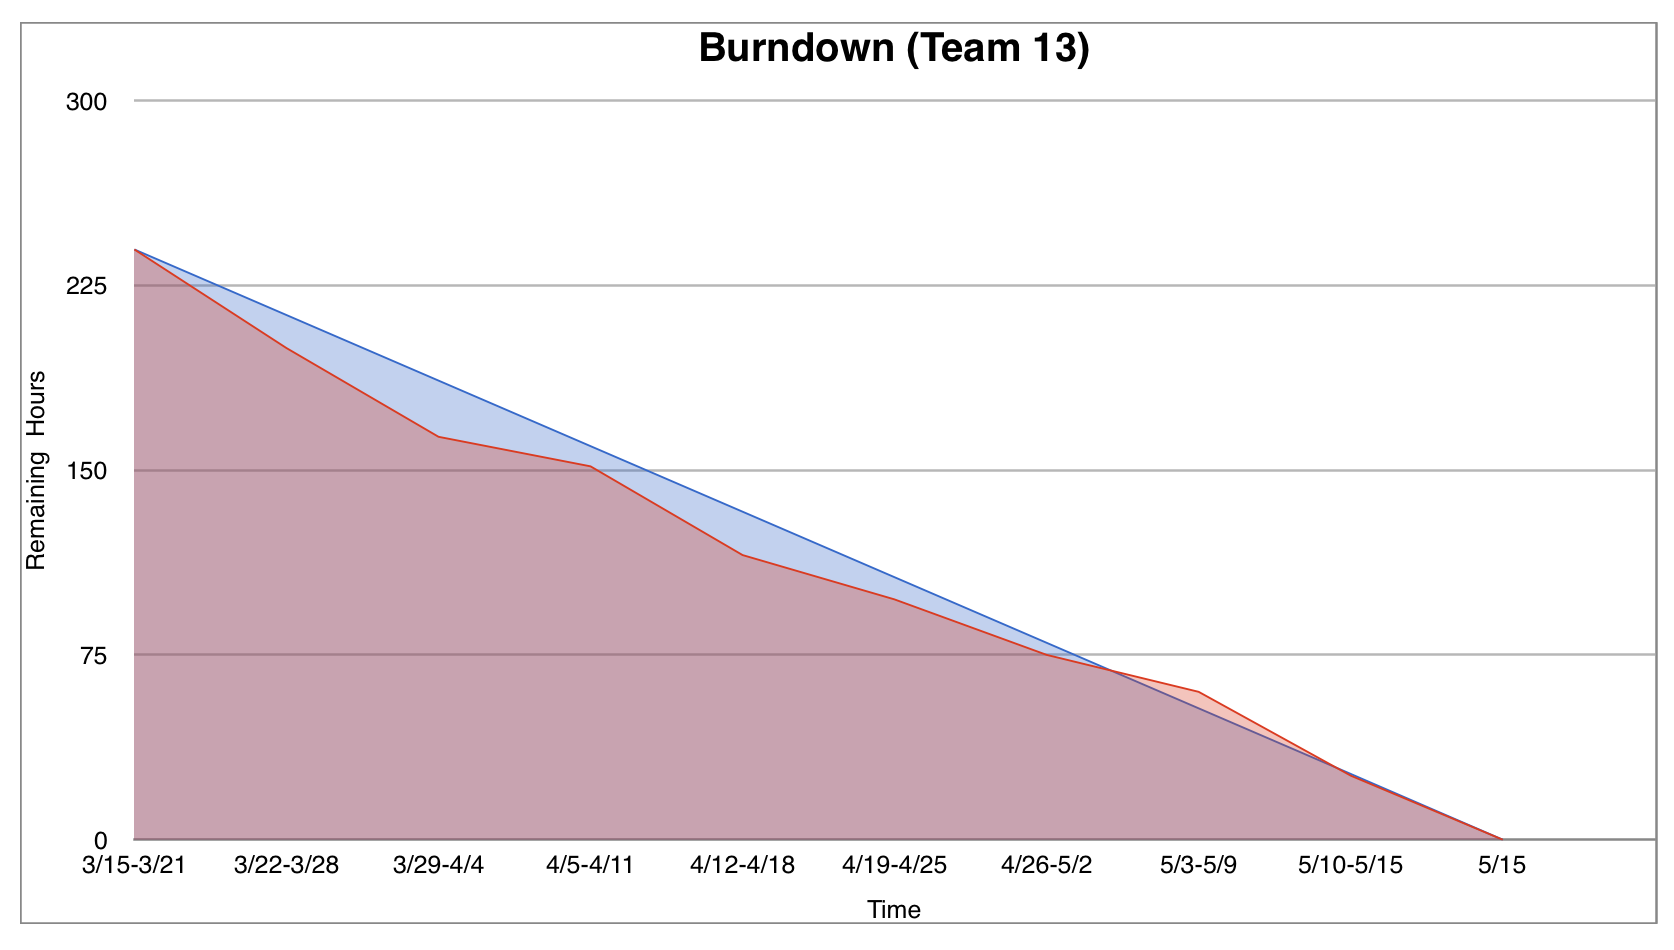 Burndown (Team 13)
300
225
150
75
0
Remaining Hours
3/15-3/21 3/22-3/28 3/29-4/4 4/5-4/11 4/12-4/18 4/19-4/25 4/26-5/2 5/3-5/9 5/10-5/15 5/15
Time